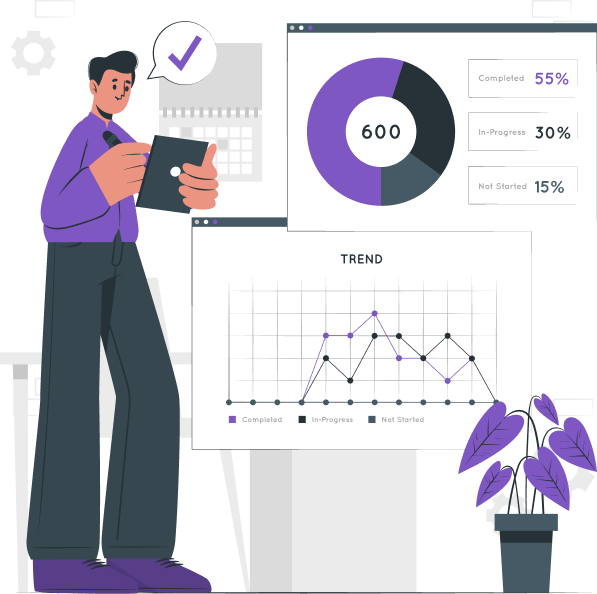 Completed 55%
600
In-Progress 30%
Not Started 15%
TREND
Completed In-Progress Not Started